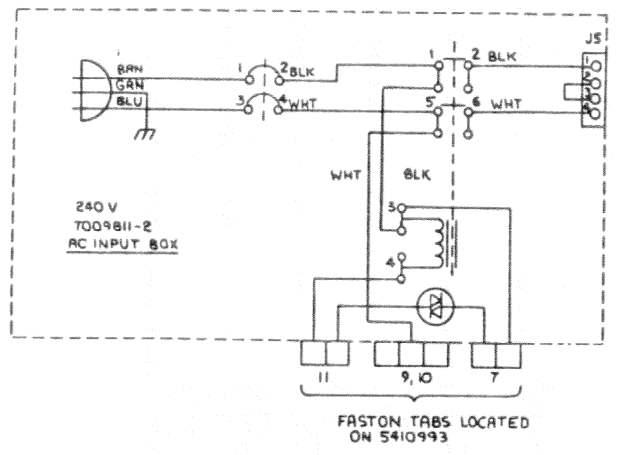 J5
1 2 BLK
BRN
1 2 BLK
GRN
BLU
3 4 WHT
5 6 WHT
1
2
3
4
WHT BLK
3
240 V
7009811-2
AC INPUT BOX
4
11 9,10 7
FASTON TABS LOCATED
ON 5410993